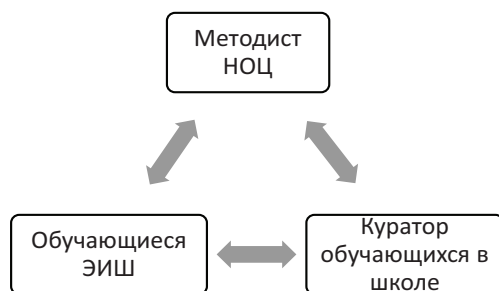 Методист
НОЦ
Обучающиеся
ЭИШ
Куратор
обучающихся в
школе